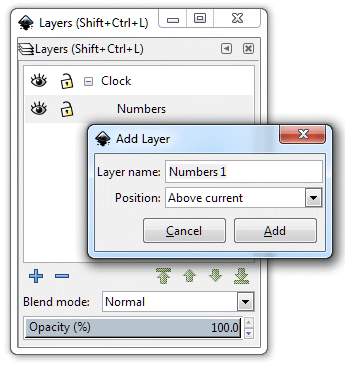 Layers (Shift+Ctrl+L)
Layers (Shift+Ctrl+L)
Clock
Numbers
Add Layer
Layer name: Numbers 1
Position: Above current
Cancel Add
Blend mode: Normal
Opacity (%) 100.0